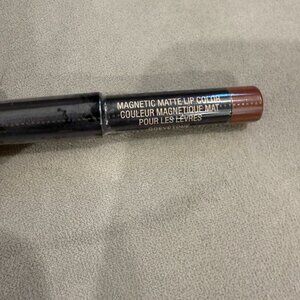 MAGNETIC MATTE LIP COLOR
COULEUR MAGNÉTIQUE MAT
POUR LES LÈVRES